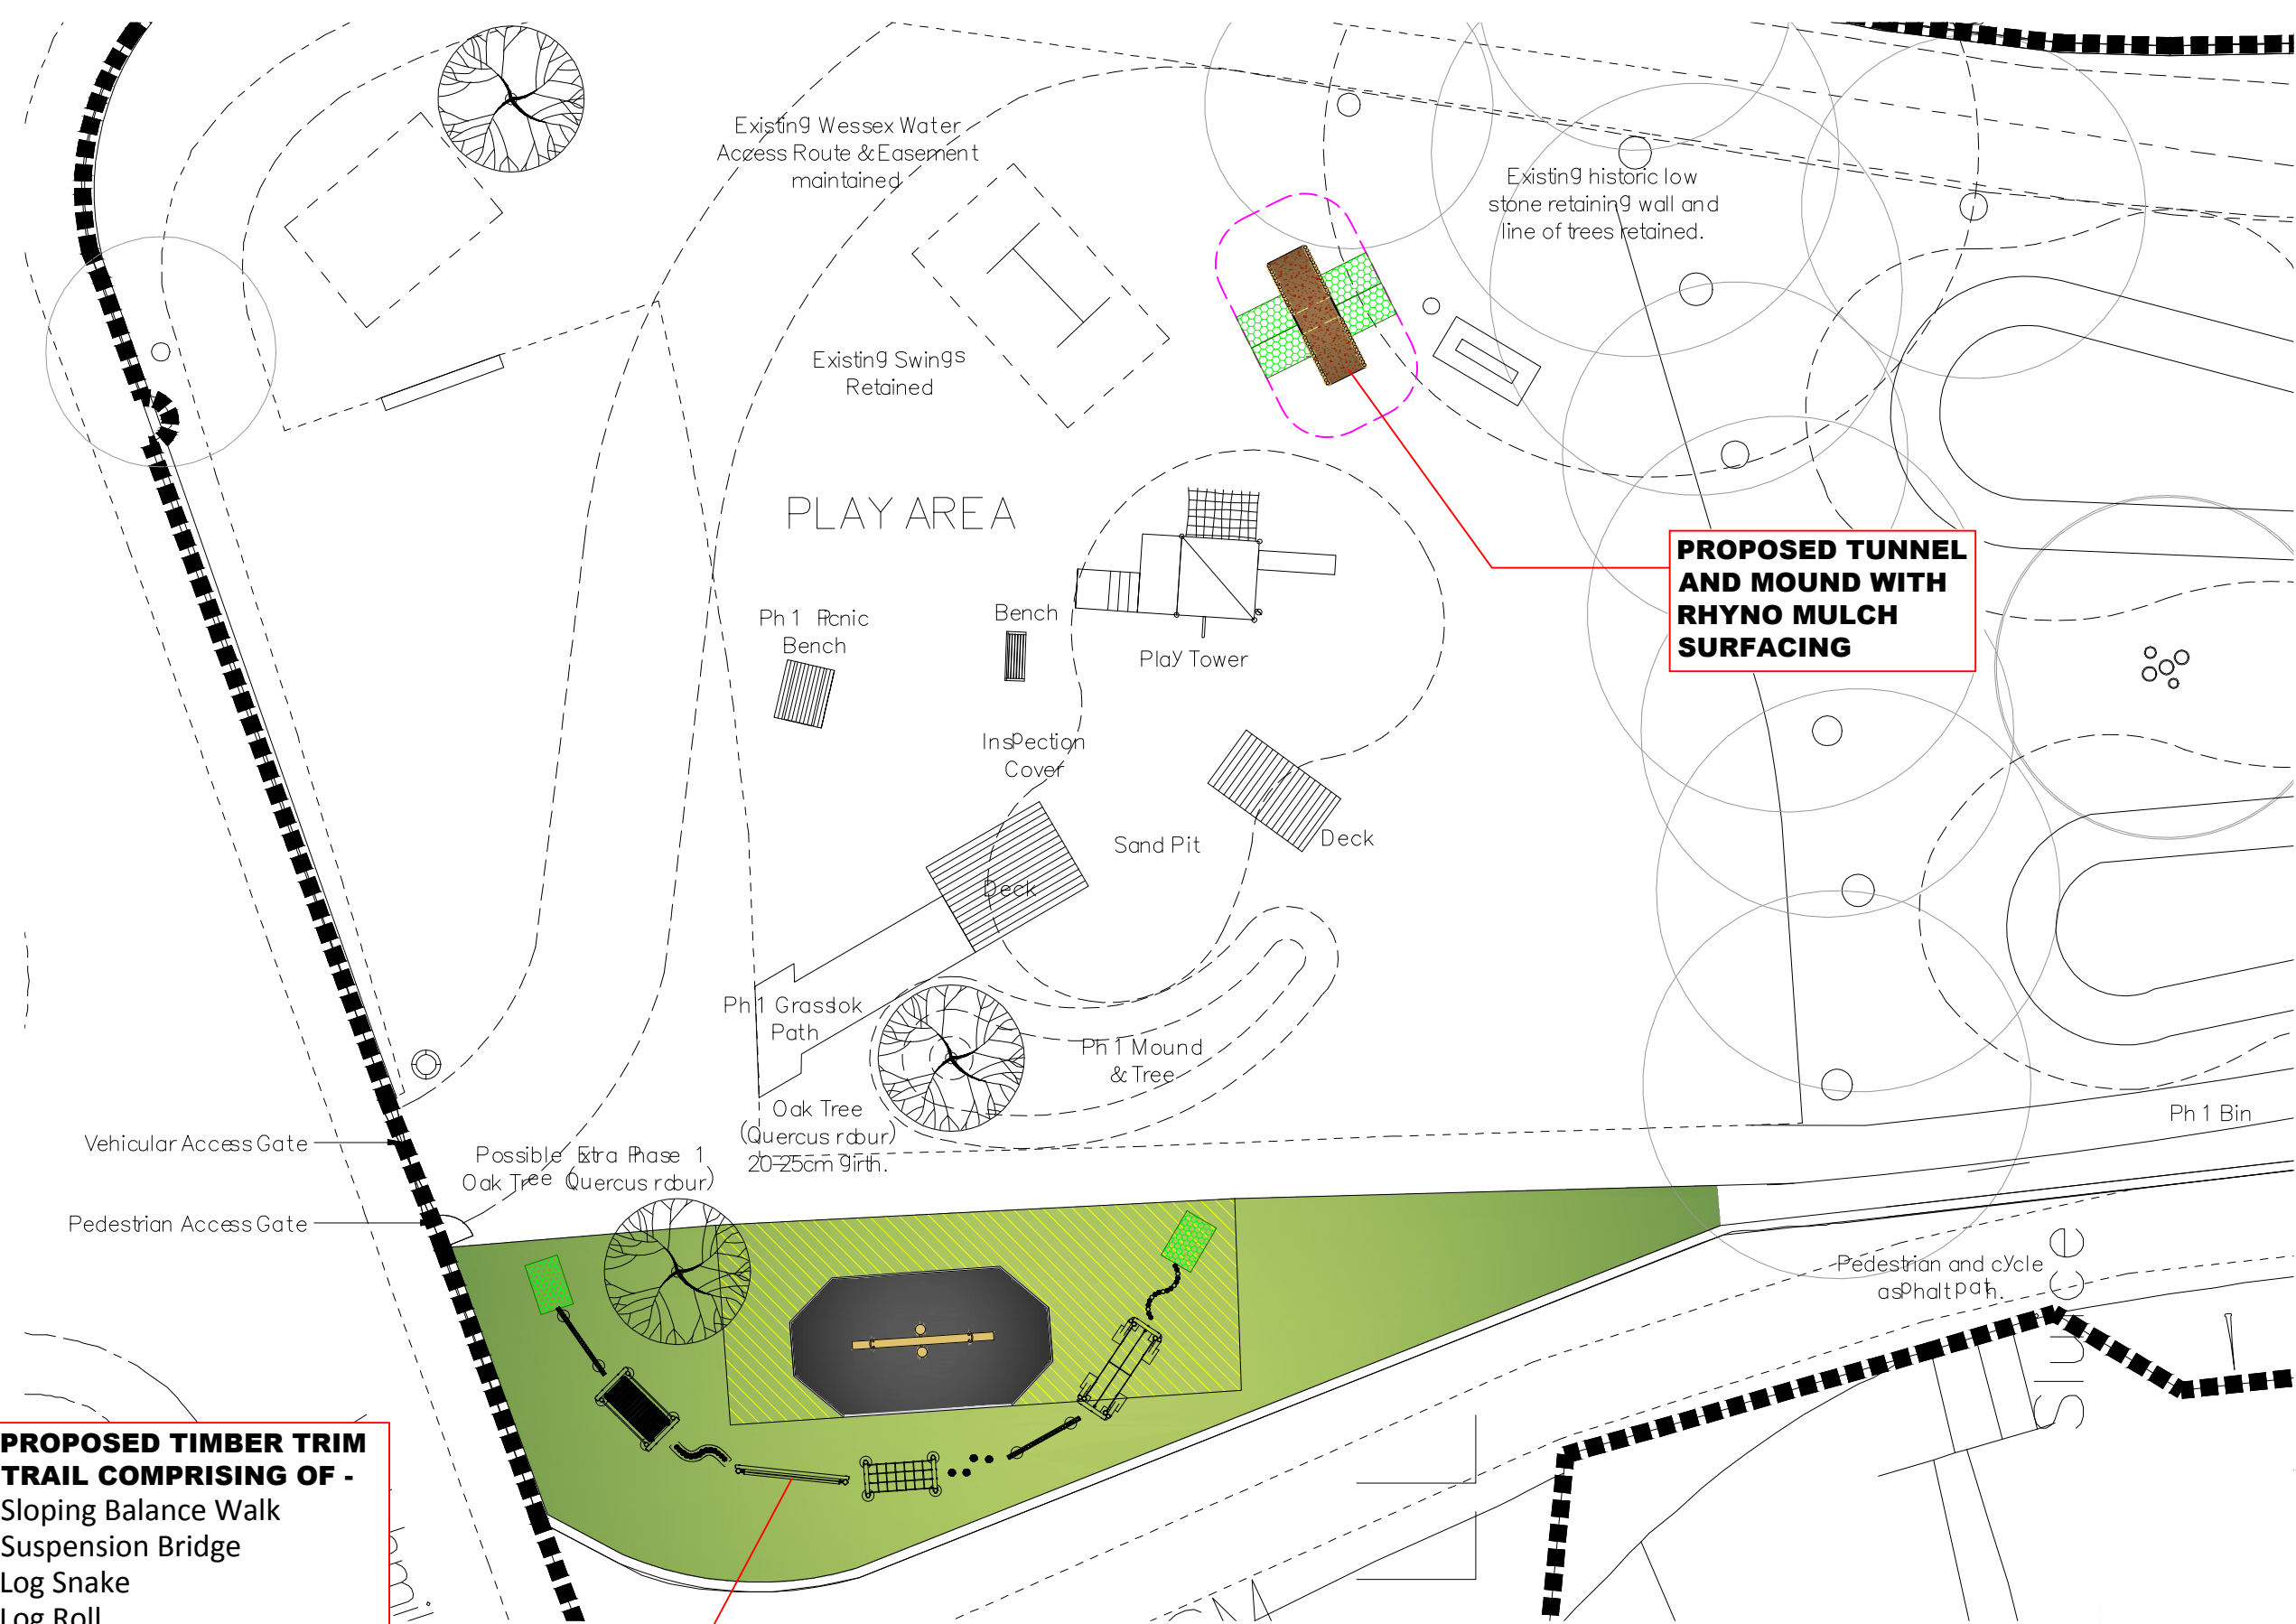 Existing Wessex Water
Access Route & Easement
maintained
Existing historic low
stone retaining wall and
line of trees retained.
Existing Swings
Retained
PLAY AREA
PROPOSED TUNNEL
AND MOUND WITH
RHYNO MULCH
SURFACING
Ph 1 Picnic
Bench
Bench
Play Tower
Inspection
Cover
Deck
Sand Pit
Deck
Ph 1 Grasslok
Path
Ph 1 Mound
& Tree
Oak Tree
(Quercus robur)
20-25cm girth.
Ph 1 Bin
Vehicular Access Gate
Possible Extra Phase 1
Oak Tree (Quercus robur)
Pedestrian Access Gate
Pedestrian and cycle
asphalt path.
Sluice
PROPOSED TIMBER TRIM
TRAIL COMPRISING OF -
Sloping Balance Walk
Suspension Bridge
Log Snake
Log Roll